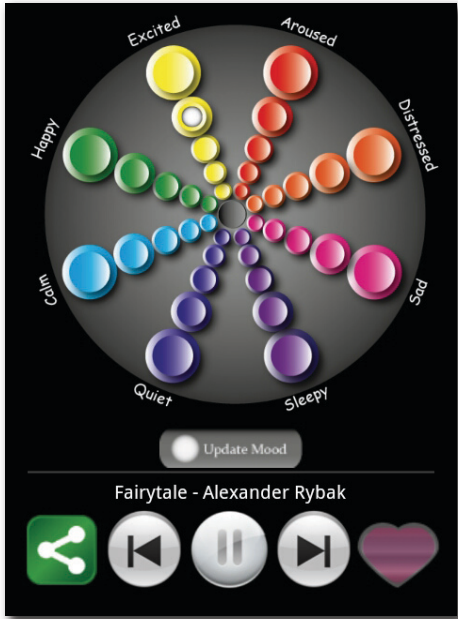 Excited
Aroused
Happy
Distressed
Calm
Sad
Quiet
Sleepy
Update Mood
Fairytale - Alexander Rybak